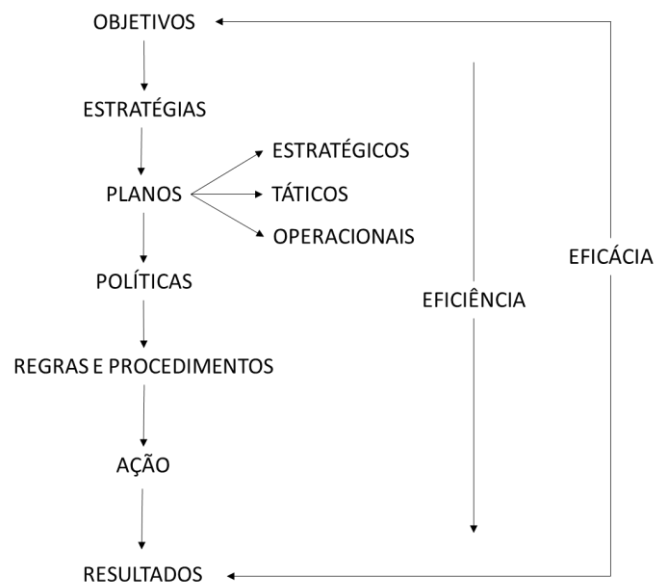 OBJETIVOS
ESTRATÉGIAS
ESTRATÉGICOS
PLANOS
TÁTICOS
OPERACIONAIS
EFICÁCIA
POLÍTICAS
EFICIÊNCIA
REGRAS E PROCEDIMENTOS
AÇÃO
RESULTADOS